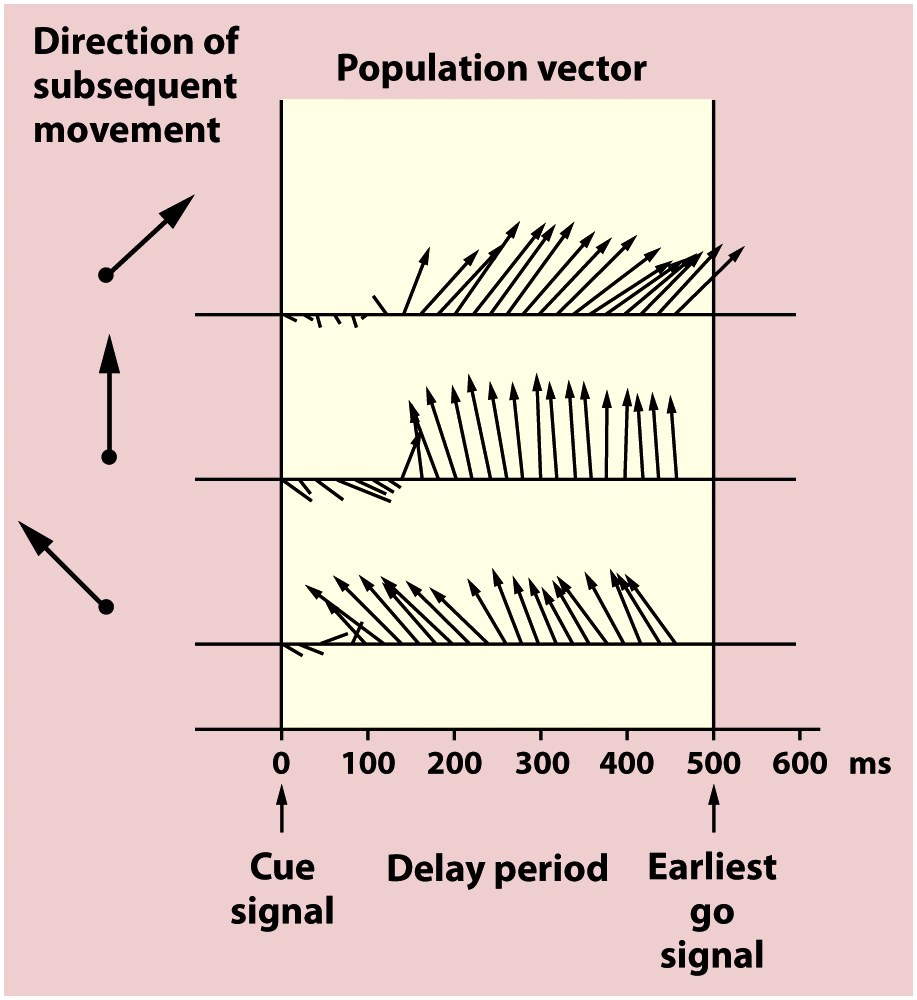 Direction of
subsequent
movement
Population vector
0 100 200 300 400 500 600 ms
Cue
signal
Delay period
Earliest
go
signal